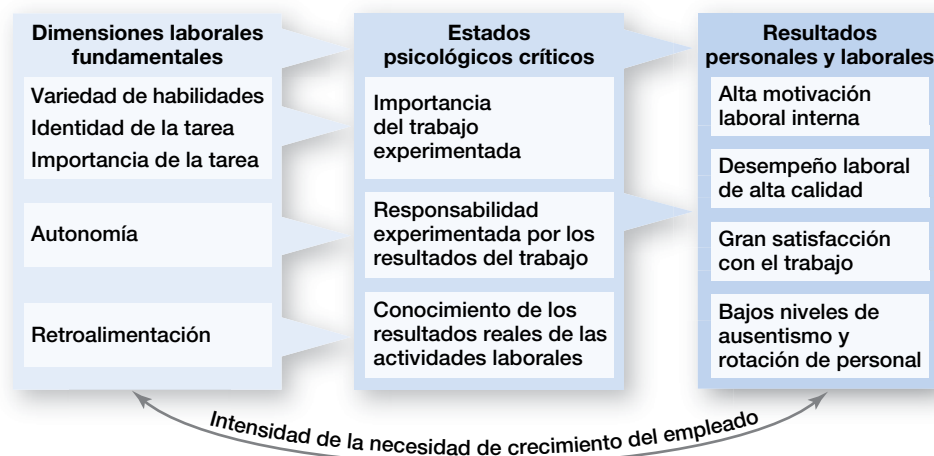 Dimensiones laborales
fundamentales
Variedad de habilidades
Identidad de la tarea
Importancia de la tarea
Autonomía
Retroalimentación
Estados
psicológicos críticos
Importancia
del trabajo
experimentada
Responsabilidad
experimentada por los
resultados del trabajo
Conocimiento de los
resultados reales de las
actividades laborales
Resultados
personales y laborales
Alta motivación
laboral interna
Desempeño laboral
de alta calidad
Gran satisfacción
con el trabajo
Bajos niveles de
ausentismo y
rotación de personal
Intensidad de la necesidad de crecimiento del empleado